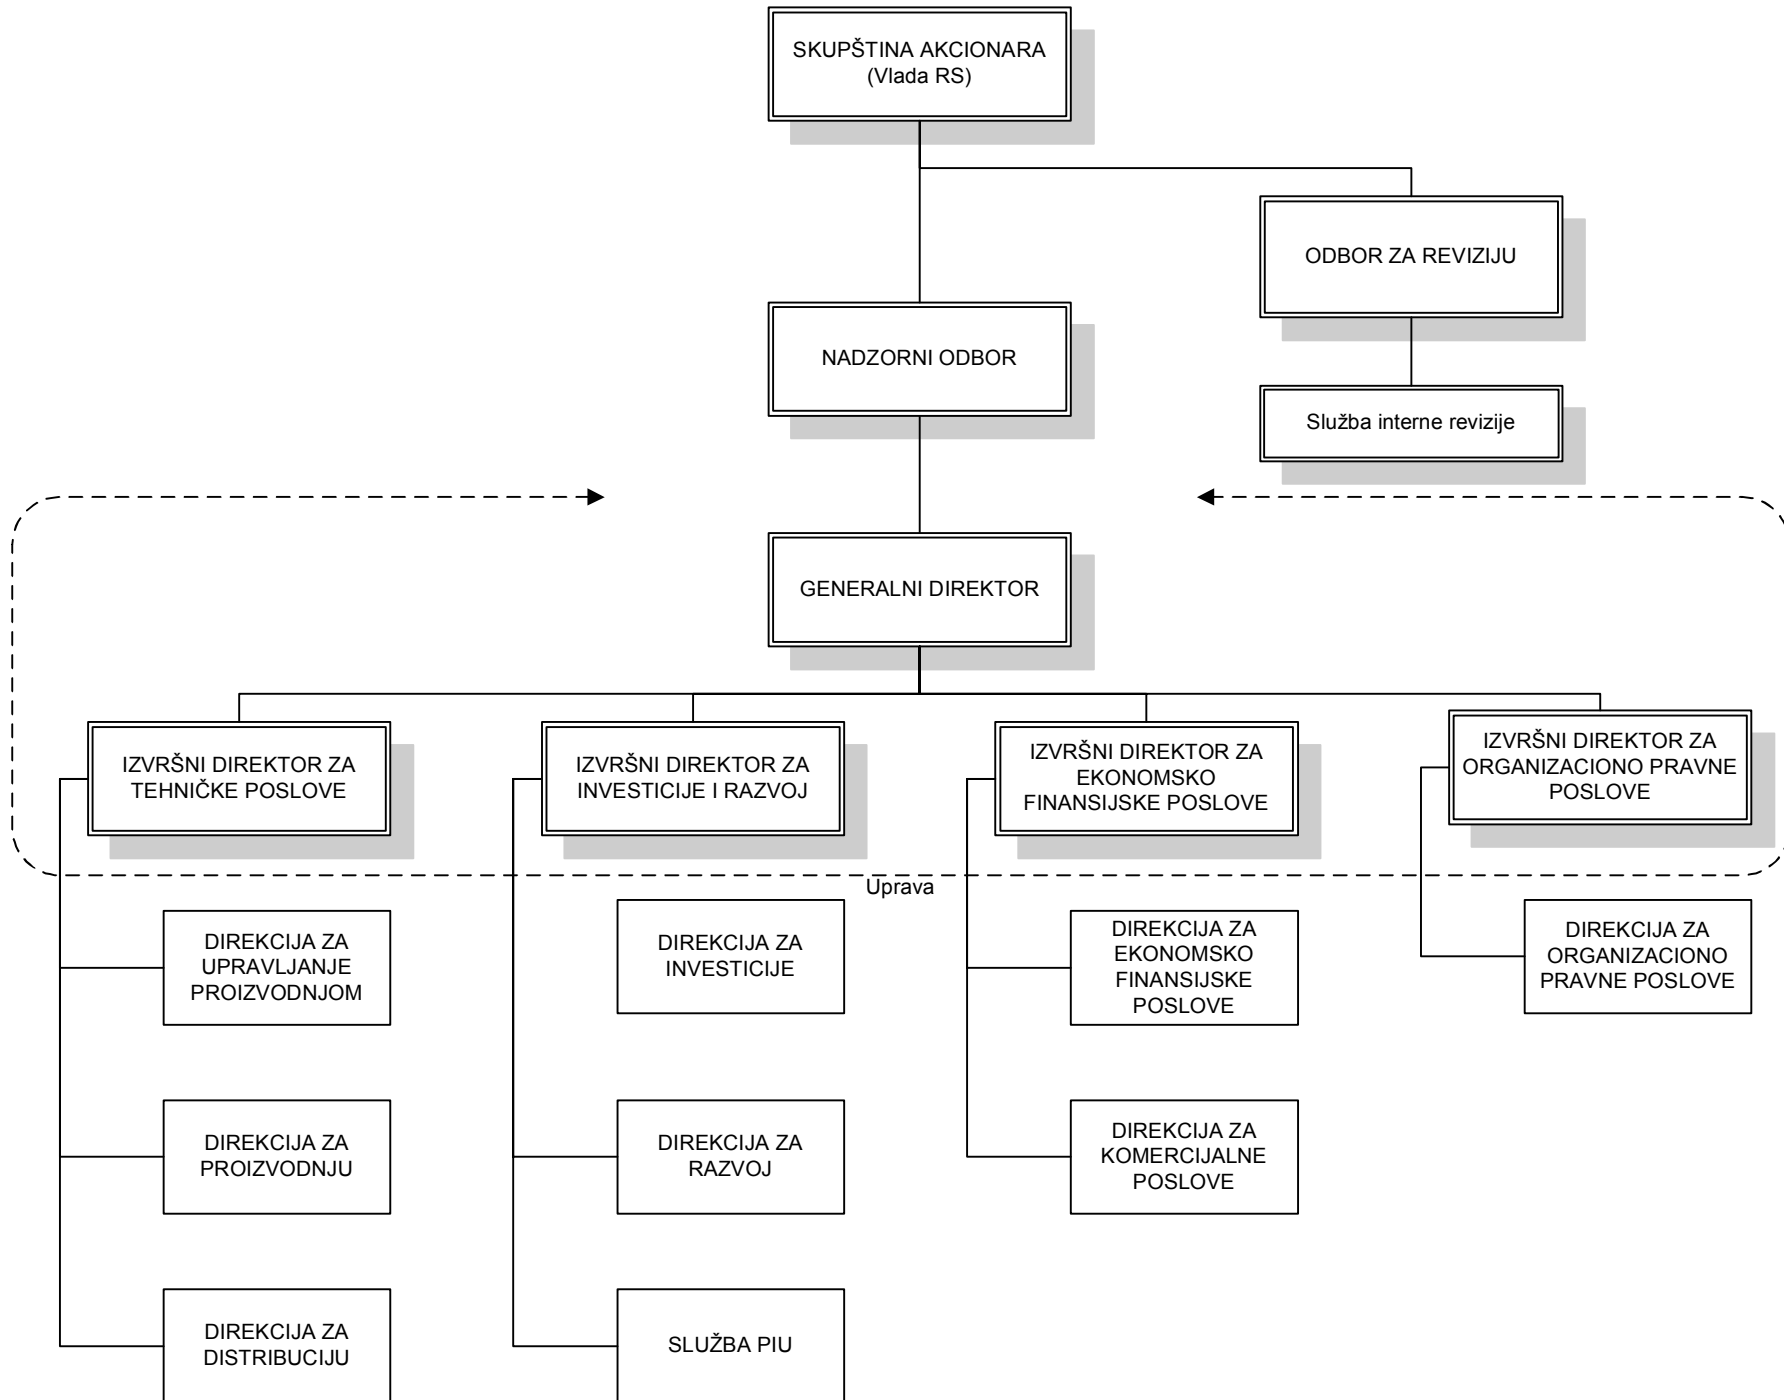 SKUPŠTINA AKCIONARA
(Vlada RS)
ODBOR ZA REVIZIJU
NADZORNI ODBOR
Služba interne revizije
GENERALNI DIREKTOR
IZVRŠNI DIREKTOR ZA
TEHNIČKE POSLOVE
IZVRŠNI DIREKTOR ZA
INVESTICIJE I RAZVOJ
IZVRŠNI DIREKTOR ZA
EKONOMSKO
FINANSIJSKE POSLOVE
IZVRŠNI DIREKTOR ZA
ORGANIZACIONO PRAVNE
POSLOVE
Uprava
DIREKCIJA ZA
UPRAVLJANJE
PROIZVODNJOM
DIREKCIJA ZA
INVESTICIJE
DIREKCIJA ZA
EKONOMSKO
FINANSIJSKE
POSLOVE
DIREKCIJA ZA
ORGANIZACIONO
PRAVNE POSLOVE
DIREKCIJA ZA
PROIZVODNJU
DIREKCIJA ZA
RAZVOJ
DIREKCIJA ZA
KOMERCIJALNE
POSLOVE
DIREKCIJA ZA
DISTRIBUCIJU
SLUŽBA PIU